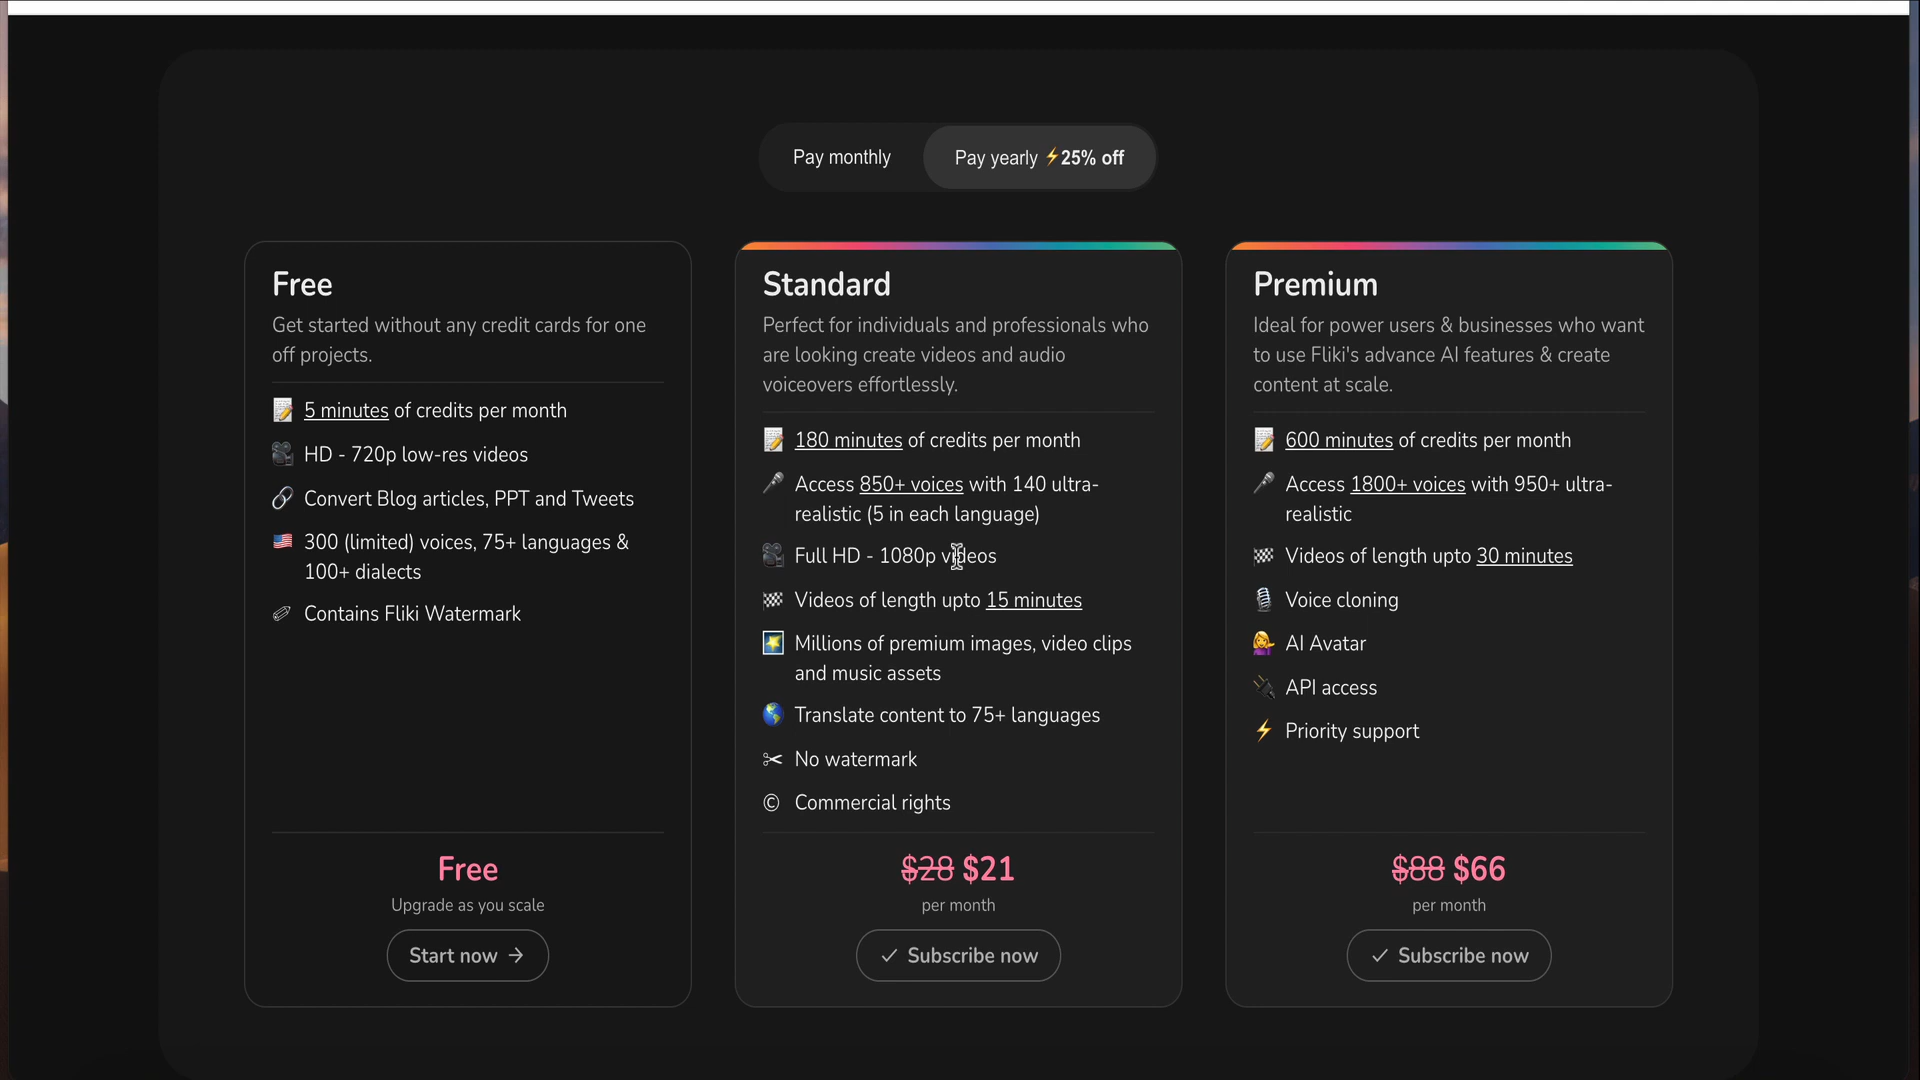 Pay monthly
Pay yearly ⚡25% off
Free
Get started without any credit cards for one
off projects.
5 minutes of credits per month
HD - 720p low-res videos
Convert Blog articles, PPT and Tweets
300 (limited) voices, 75+ languages &
100+ dialects
Contains Fliki Watermark
Free
Upgrade as you scale
Start now →
Standard
Perfect for individuals and professionals who
are looking create videos and audio
voiceovers effortlessly.
180 minutes of credits per month
Access 850+ voices with 140 ultra-
realistic (5 in each language)
Full HD - 1080p videos
Videos of length upto 15 minutes
Millions of premium images, video clips
and music assets
Translate content to 75+ languages
No watermark
© Commercial rights
$28 $21
per month
✓ Subscribe now
Premium
Ideal for power users & businesses who want
to use Fliki's advance AI features & create
content at scale.
600 minutes of credits per month
Access 1800+ voices with 950+ ultra-
realistic
Videos of length upto 30 minutes
Voice cloning
AI Avatar
API access
Priority support
$88 $66
per month
✓ Subscribe now